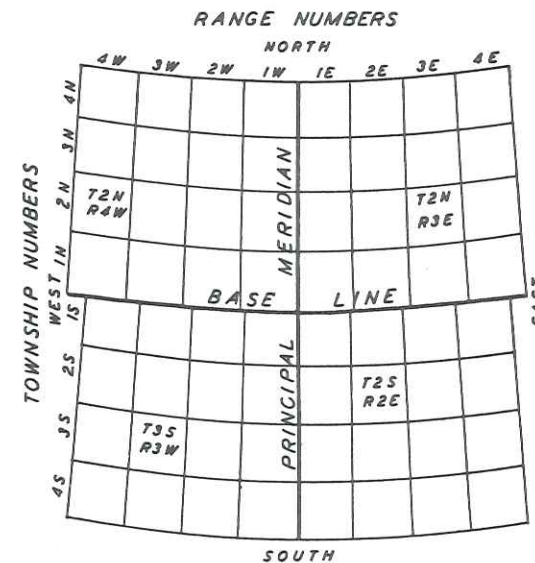 RANGE NUMBERS
NORTH
4W 3W 2W 1W 1E 2E 3E 4E
TOWNSHIP NUMBERS
4N
3N
2N
1N
WEST
1S
2S
3S
4S
T2N
R4W
T2N
R3E
MERIDIAN
BASE LINE
EAST
PRINCIPAL
T2S
R2E
T3S
R3W
SOUTH